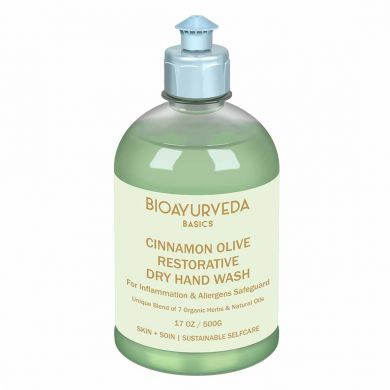 BIOAYURVEDA
BASICS
CINNAMON OLIVE
RESTORATIVE
DRY HAND WASH
For Inflammation & Allergens Safeguard
Unique Blend of 7 Organic Herbs & Natural Oils
17 OZ / 500G
SKIN + SOIN | SUSTAINABLE SELFCARE